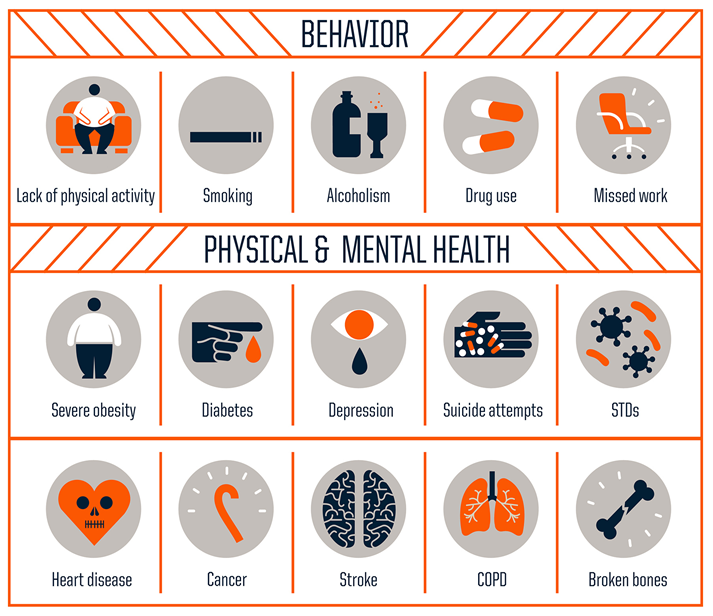 BEHAVIOR
Lack of physical activity
Smoking
Alcoholism
Drug use
Missed work
PHYSICAL & MENTAL HEALTH
Severe obesity
Diabetes
Depression
Suicide attempts
STDs
Heart disease
Cancer
Stroke
COPD
Broken bones